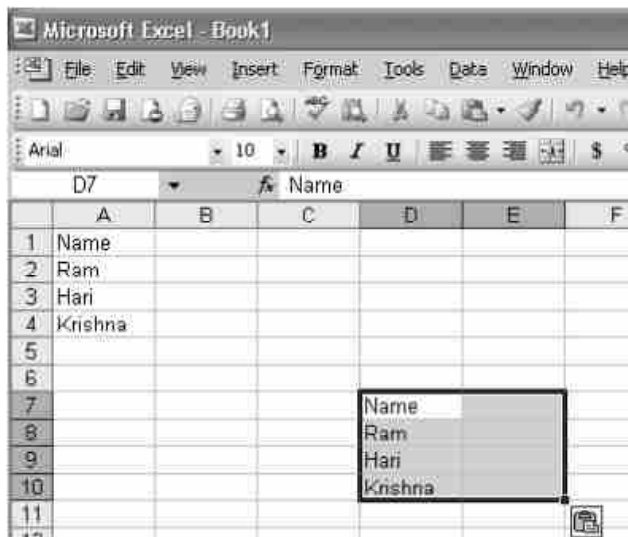 Microsoft Excel - Book1
File Edit View Insert Format Tools Data Window Help
Arial 10 B I U $
D7 fx Name
A B C D E F
1 Name
2 Ram
3 Hari
4 Krishna
5
6
7 Name
8 Ram
9 Hari
10 Krishna
11